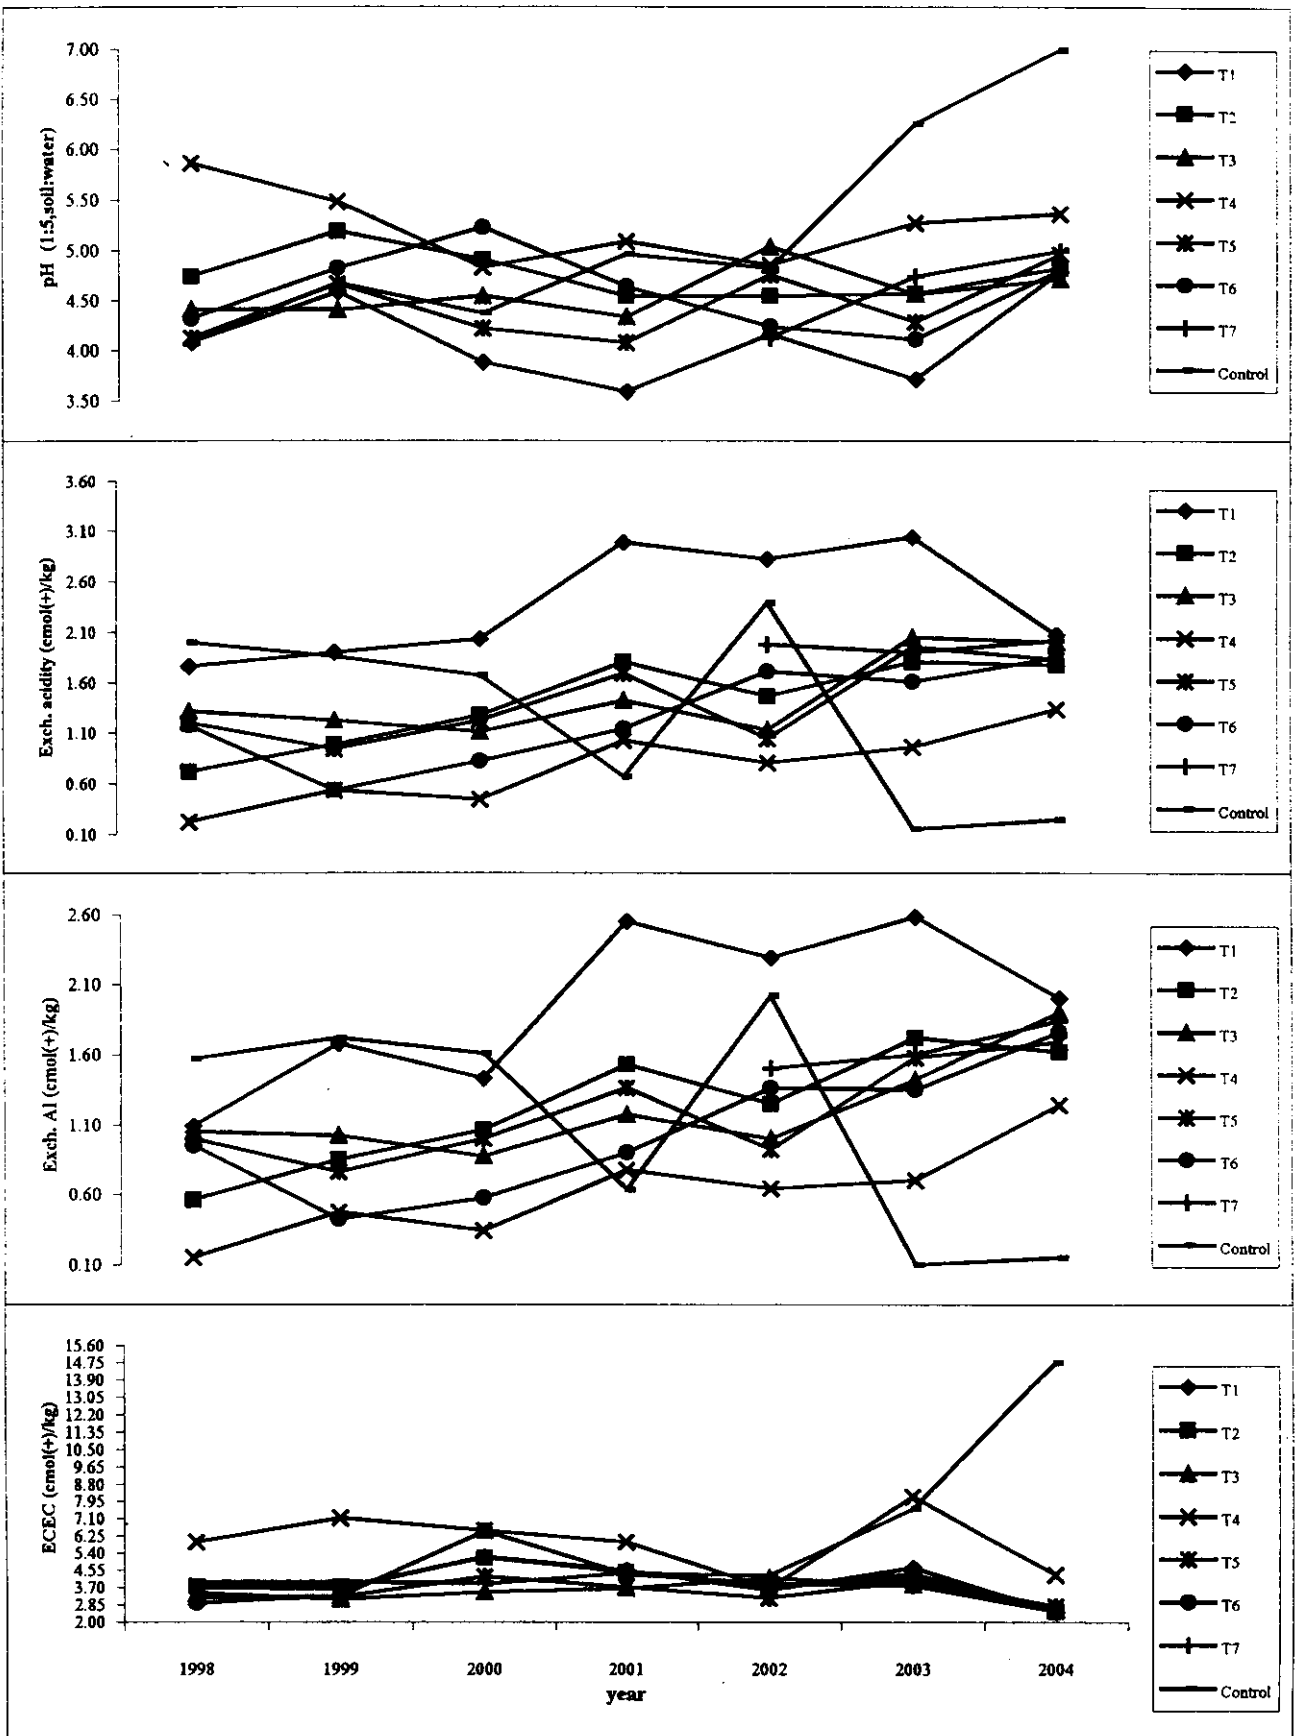 pH (1:5,soil:water)
7.00
6.50
6.00
5.50
5.00
4.50
4.00
3.50
T1
T2
T3
T4
T5
T6
T7
Control
Exch. acidity (cmol(+)/kg)
3.60
3.10
2.60
2.10
1.60
1.10
0.60
0.10
T1
T2
T3
T4
T5
T6
T7
Control
Exch. Al (cmol(+)/kg)
2.60
2.10
1.60
1.10
0.60
0.10
T1
T2
T3
T4
T5
T6
T7
Control
ECEC (cmol(+)/kg)
15.60
14.75
13.90
13.05
12.20
11.35
10.50
9.65
8.80
7.95
7.10
6.25
5.40
4.55
3.70
2.85
2.00
T1
T2
T3
T4
T5
T6
T7
Control
1998 1999 2000 2001 2002 2003 2004
year